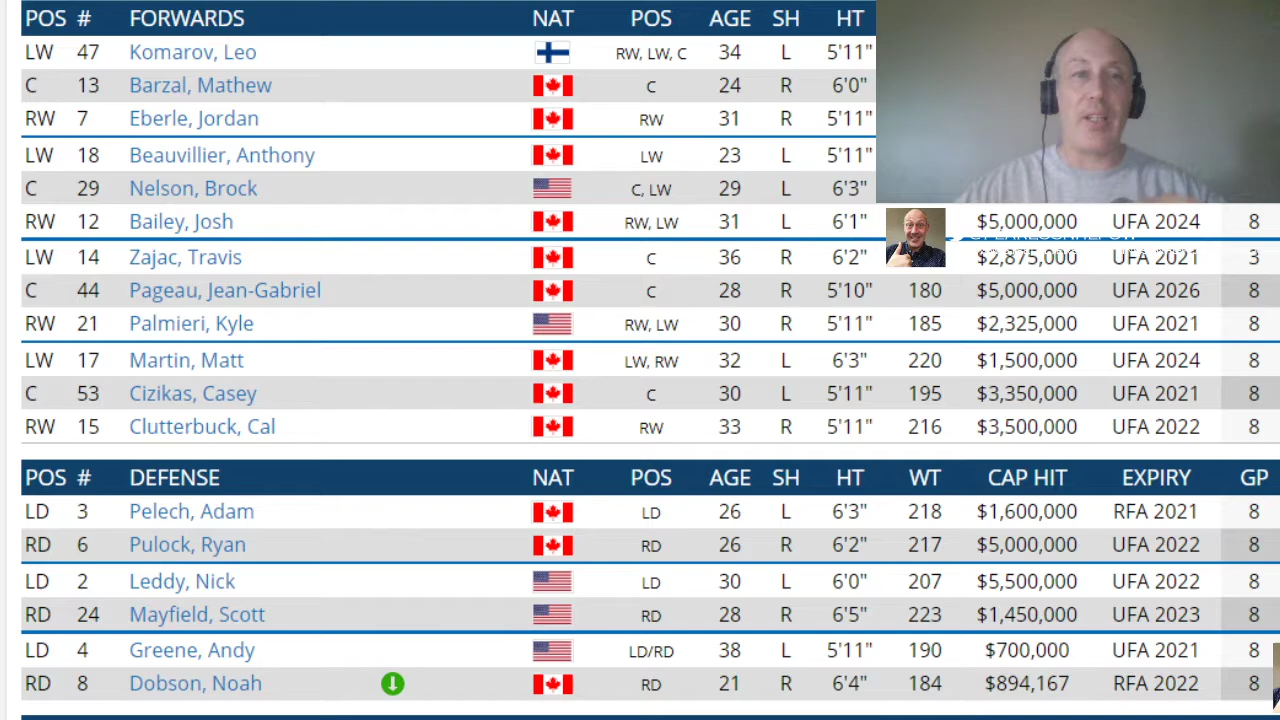 POS # FORWARDS NAT POS AGE SH HT
LW 47 Komarov, Leo RW, LW, C 34 L 5'11"
C 13 Barzal, Mathew C 24 R 6'0"
RW 7 Eberle, Jordan RW 31 R 5'11"
LW 18 Beauvillier, Anthony LW 23 L 5'11"
C 29 Nelson, Brock C, LW 29 L 6'3"
RW 12 Bailey, Josh RW, LW 31 L 6'1" $5,000,000 UFA 2024 8
LW 14 Zajac, Travis C 36 R 6'2" $2,875,000 UFA 2021 3
C 44 Pageau, Jean-Gabriel C 28 R 5'10" 180 $5,000,000 UFA 2026 8
RW 21 Palmieri, Kyle RW, LW 30 R 5'11" 185 $2,325,000 UFA 2021 8
LW 17 Martin, Matt LW, RW 32 L 6'3" 220 $1,500,000 UFA 2024 8
C 53 Cizikas, Casey C 30 L 5'11" 195 $3,350,000 UFA 2021 8
RW 15 Clutterbuck, Cal RW 33 R 5'11" 216 $3,500,000 UFA 2022 8
POS # DEFENSE NAT POS AGE SH HT WT CAP HIT EXPIRY GP
LD 3 Pelech, Adam LD 26 L 6'3" 218 $1,600,000 RFA 2021 8
RD 6 Pulock, Ryan RD 26 R 6'2" 217 $5,000,000 UFA 2022 8
LD 2 Leddy, Nick LD 30 L 6'0" 207 $5,500,000 UFA 2022 8
RD 24 Mayfield, Scott RD 28 R 6'5" 223 $1,450,000 UFA 2023 8
LD 4 Greene, Andy LD/RD 38 L 5'11" 190 $700,000 UFA 2021 8
RD 8 Dobson, Noah RD 21 R 6'4" 184 $894,167 RFA 2022 8